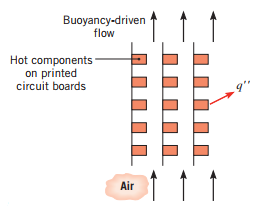 Buoyancy-driven
flow
Hot components
on printed
circuit boards
q''
Air